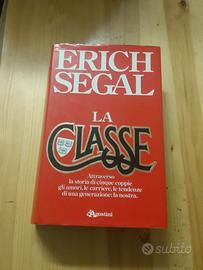 ERICH
SEGAL
LA
CLASSE
Attraverso
la storia di cinque coppie
gli amori, le carriere, le tendenze
di una generazione: la nostra.
Agostini
subito